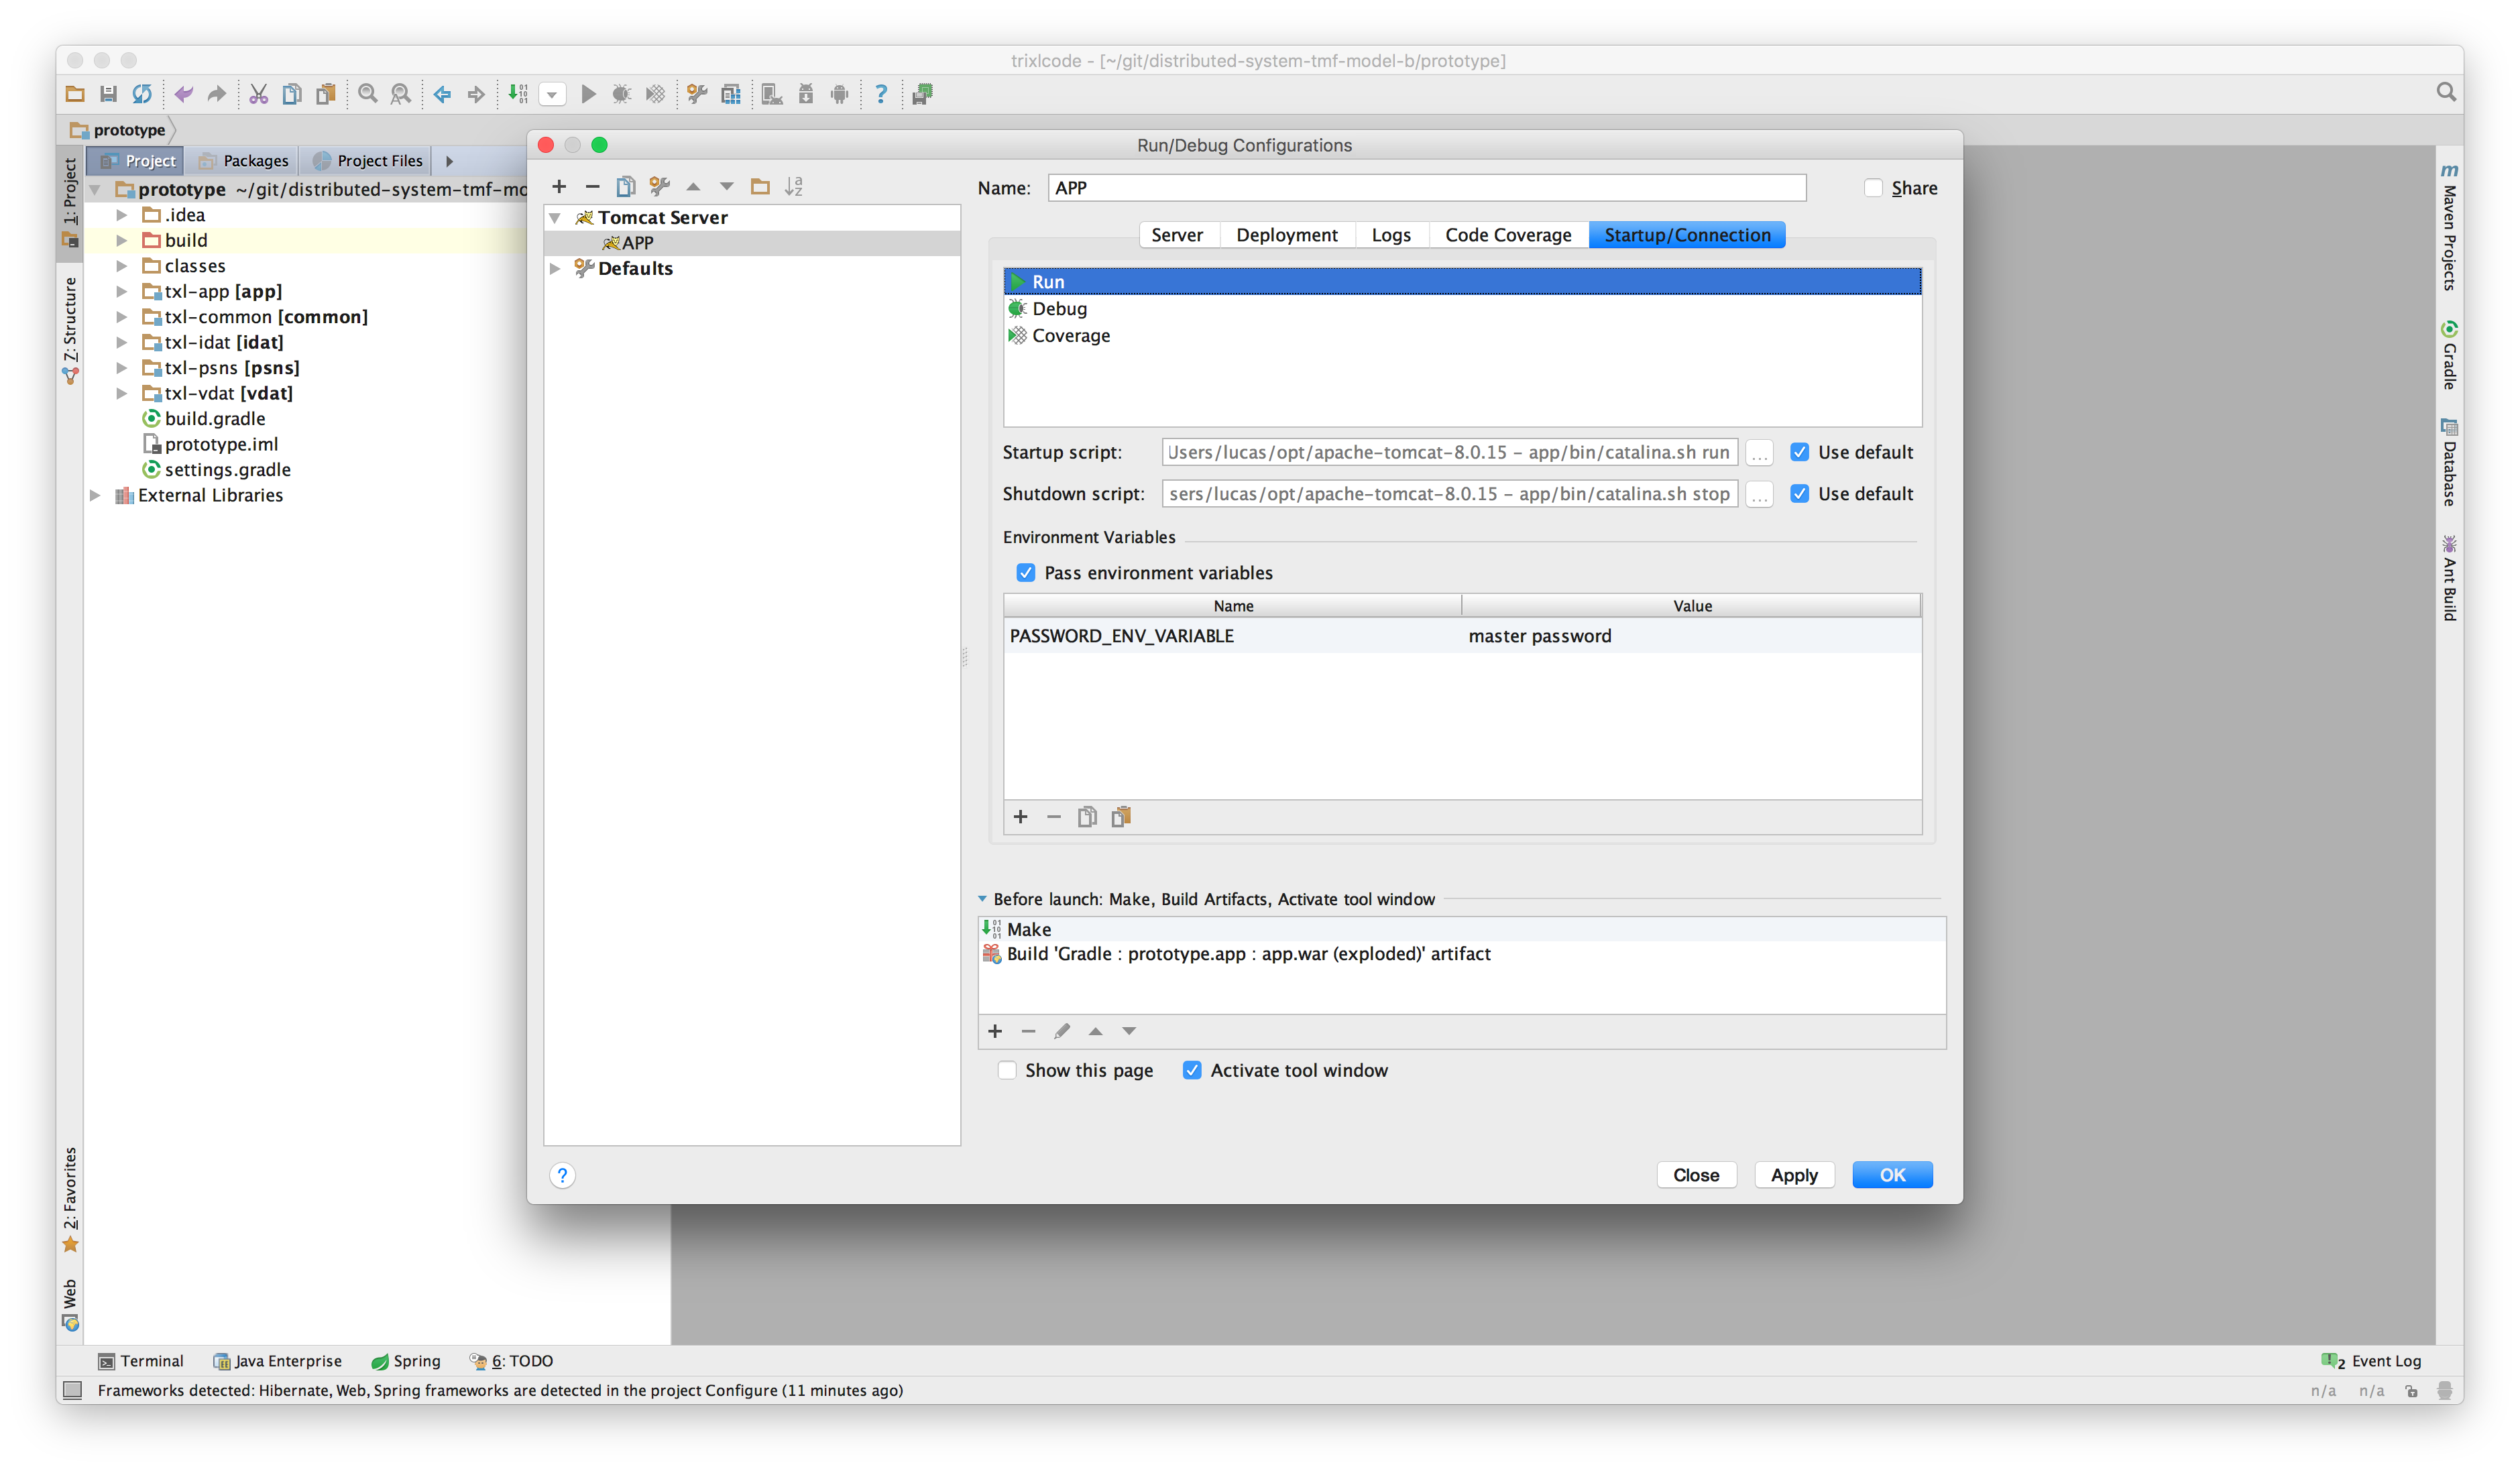 trixlcode - [~/git/distributed-system-tmf-model-b/prototype]
prototype
Project
Packages
Project Files
prototype ~/git/distributed-system-tmf-mo
.idea
build
classes
txl-app [app]
txl-common [common]
txl-idat [idat]
txl-psns [psns]
txl-vdat [vdat]
build.gradle
prototype.iml
settings.gradle
External Libraries
1: Project
7: Structure
2: Favorites
Web
Run/Debug Configurations
Tomcat Server
APP
Defaults
Name: APP
Share
Server
Deployment
Logs
Code Coverage
Startup/Connection
Run
Debug
Coverage
Startup script: Users/lucas/opt/apache-tomcat-8.0.15 - app/bin/catalina.sh run ... Use default
Shutdown script: sers/lucas/opt/apache-tomcat-8.0.15 - app/bin/catalina.sh stop ... Use default
Environment Variables
Pass environment variables
Name Value
PASSWORD_ENV_VARIABLE master password
Before launch: Make, Build Artifacts, Activate tool window
Make
Build 'Gradle : prototype.app : app.war (exploded)' artifact
Show this page
Activate tool window
?
Close
Apply
OK
Maven Projects
Gradle
Database
Ant Build
Terminal
Java Enterprise
Spring
6: TODO
2 Event Log
Frameworks detected: Hibernate, Web, Spring frameworks are detected in the project Configure (11 minutes ago)
n/a n/a